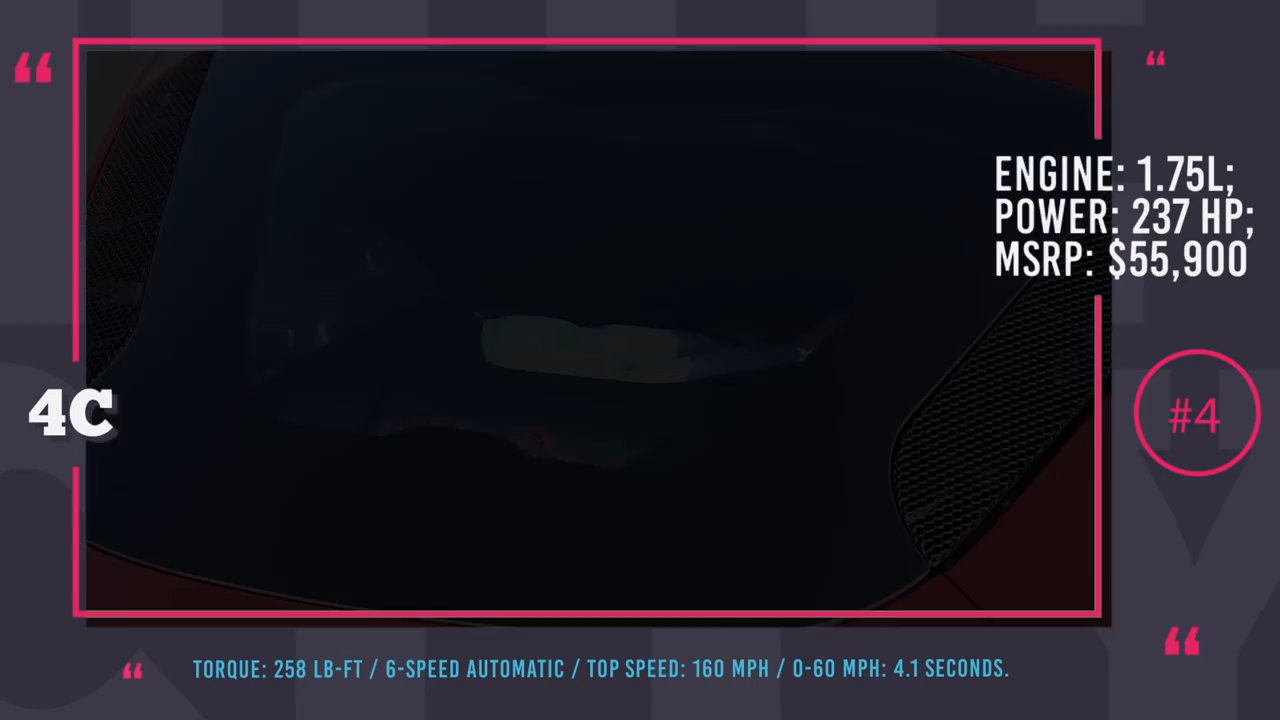 ENGINE: 1.75L;
POWER: 237 HP;
MSRP: $55,900
4C
#4
TORQUE: 258 LB-FT / 6-SPEED AUTOMATIC / TOP SPEED: 160 MPH / 0-60 MPH: 4.1 SECONDS.